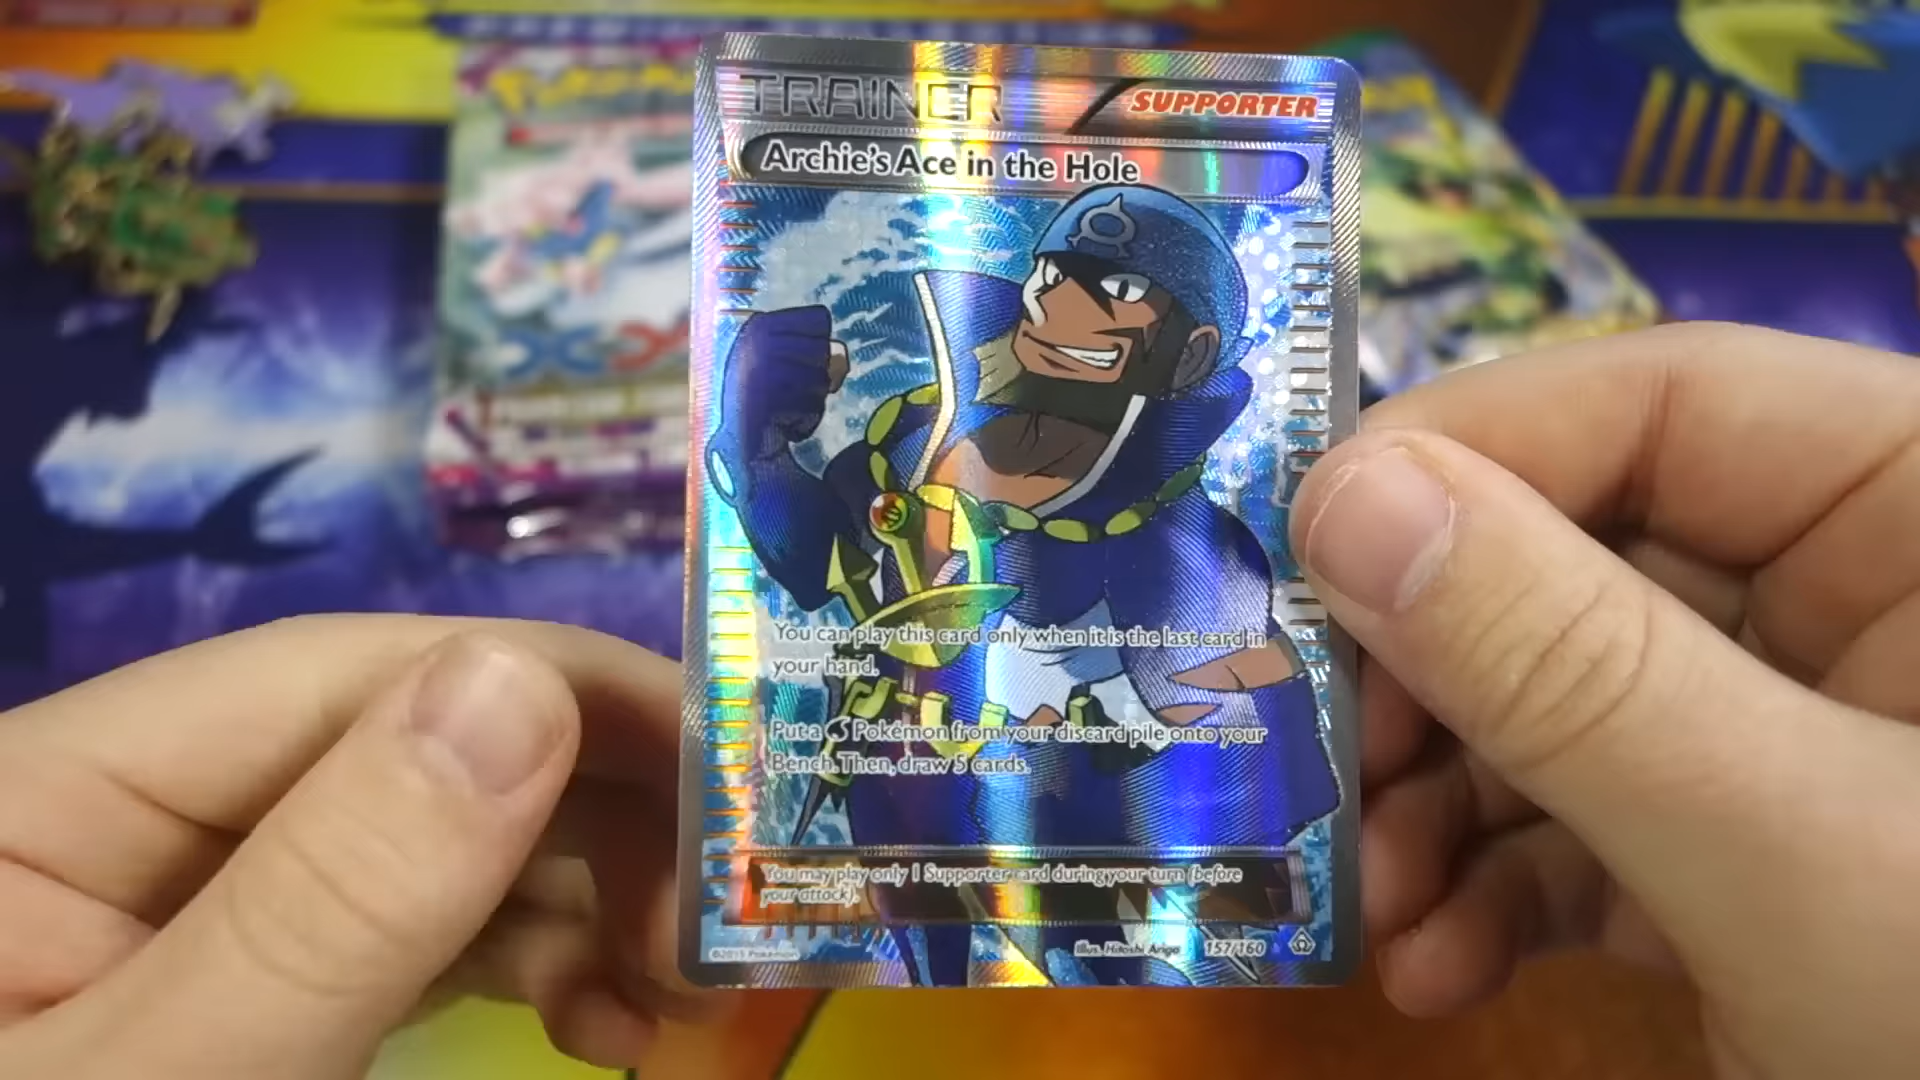 TRAINER
SUPPORTER
Archie's Ace in the Hole
You can play this card only when it is the last card in
your hand.
Put a Pokémon from your discard pile onto your
Bench. Then, draw 5 cards.
You may play only 1 Supporter card during your turn (before
your attack).
©2015 Pokémon
Illus. Hitoshi Ariga
157/160